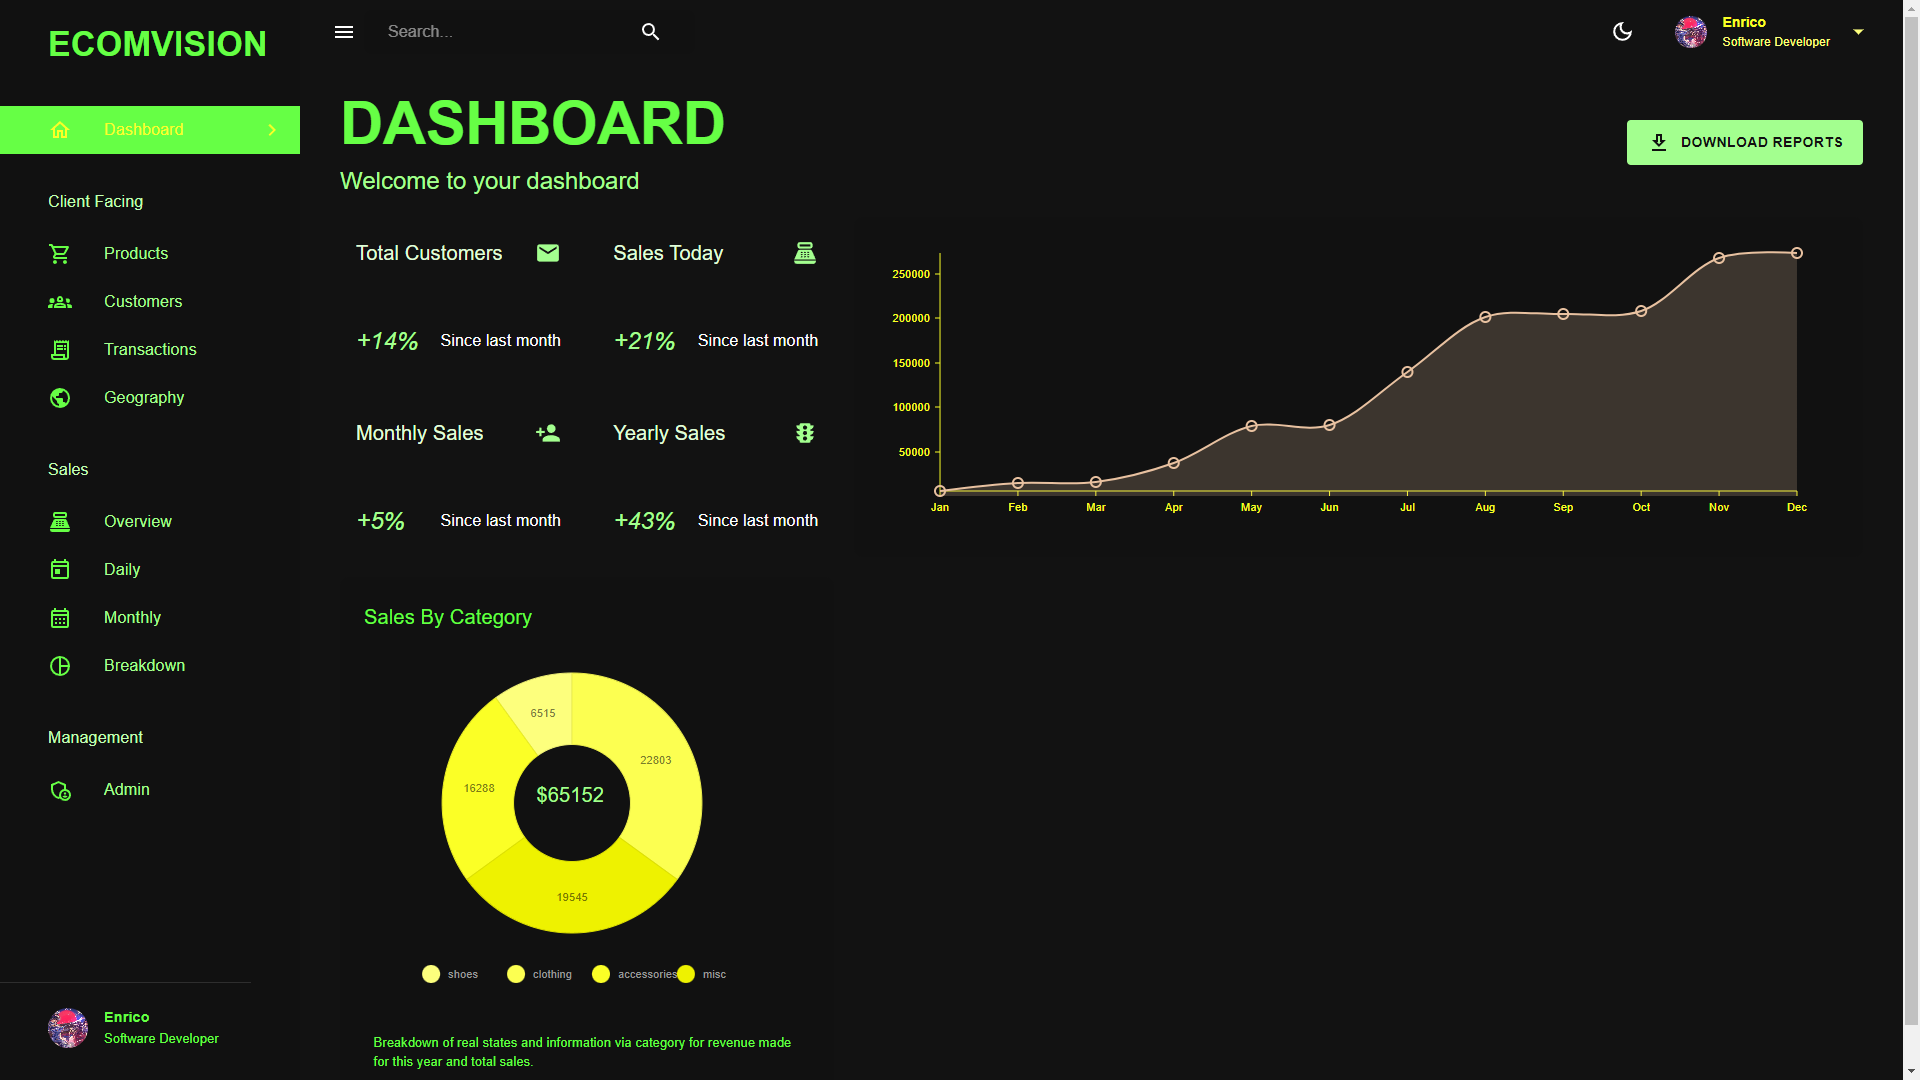 ECOMVISION
Dashboard
Client Facing
Products
Customers
Transactions
Geography
Sales
Overview
Daily
Monthly
Breakdown
Management
Admin
Enrico
Software Developer
Search...
Enrico
Software Developer
DASHBOARD
Welcome to your dashboard
DOWNLOAD REPORTS
Total Customers
+14% Since last month
Sales Today
+21% Since last month
Monthly Sales
+5% Since last month
Yearly Sales
+43% Since last month
250000
200000
150000
100000
50000
Jan Feb Mar Apr May Jun Jul Aug Sep Oct Nov Dec
Sales By Category
6515
22803
16288
$65152
19545
shoes clothing accessories misc
Breakdown of real states and information via category for revenue made
for this year and total sales.